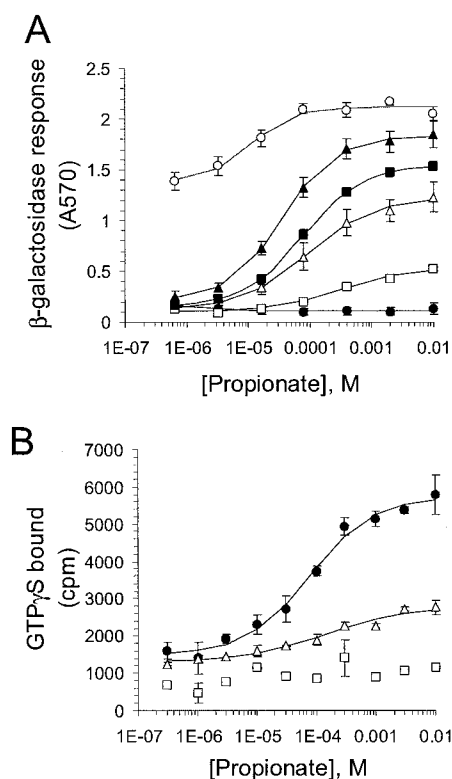 A
β-galactosidase response
(A570)
2.5
2
1.5
1
0.5
0
1E-07 1E-06 1E-05 0.0001 0.001 0.01
[Propionate], M
B
GTPγS bound
(cpm)
7000
6000
5000
4000
3000
2000
1000
0
1E-07 1E-06 1E-05 1E-04 0.001 0.01
[Propionate], M